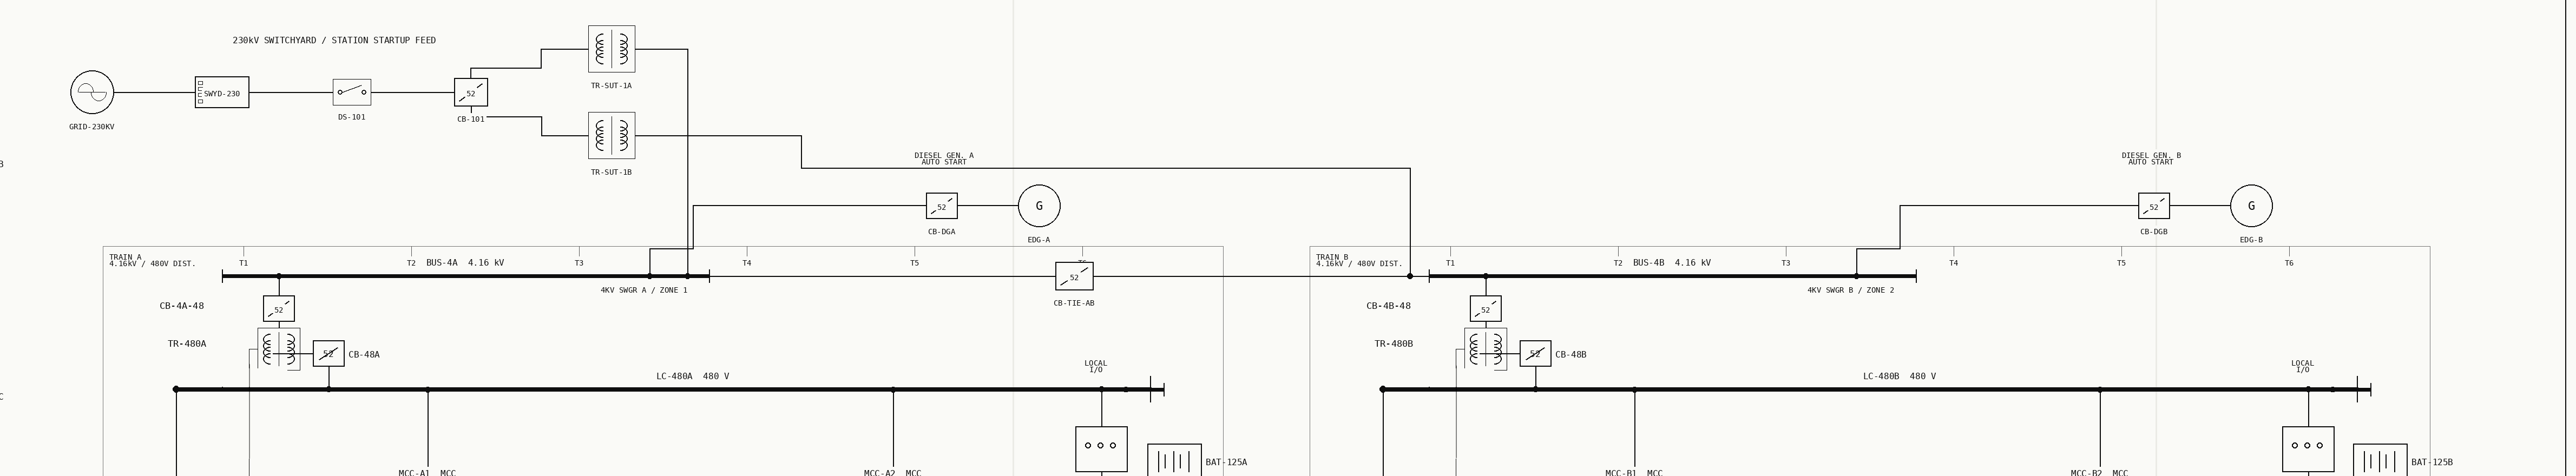 230kV SWITCHYARD / STATION STARTUP FEED
TR-SUT-1A
SWYD-230
52
GRID-230KV
DS-101
CB-101
TR-SUT-1B
B
DIESEL GEN. A
AUTO START
DIESEL GEN. B
AUTO START
52
G
CB-DGA
EDG-A
52
G
CB-DGB
EDG-B
TRAIN A
4.16kV / 480V DIST.
T1
T2
BUS-4A 4.16 kV
T3
T4
T5
4KV SWGR A / ZONE 1
52
CB-TIE-AB
TRAIN B
4.16kV / 480V DIST.
T1
T2
BUS-4B 4.16 kV
T3
T4
T5
T6
4KV SWGR B / ZONE 2
CB-4A-48
52
TR-480A
52
CB-48A
LC-480A 480 V
LOCAL
I/O
CB-4B-48
52
TR-480B
52
CB-48B
LC-480B 480 V
LOCAL
I/O
C
MCC-A1 MCC
MCC-A2 MCC
BAT-125A
MCC-B1 MCC
MCC-B2 MCC
BAT-125B